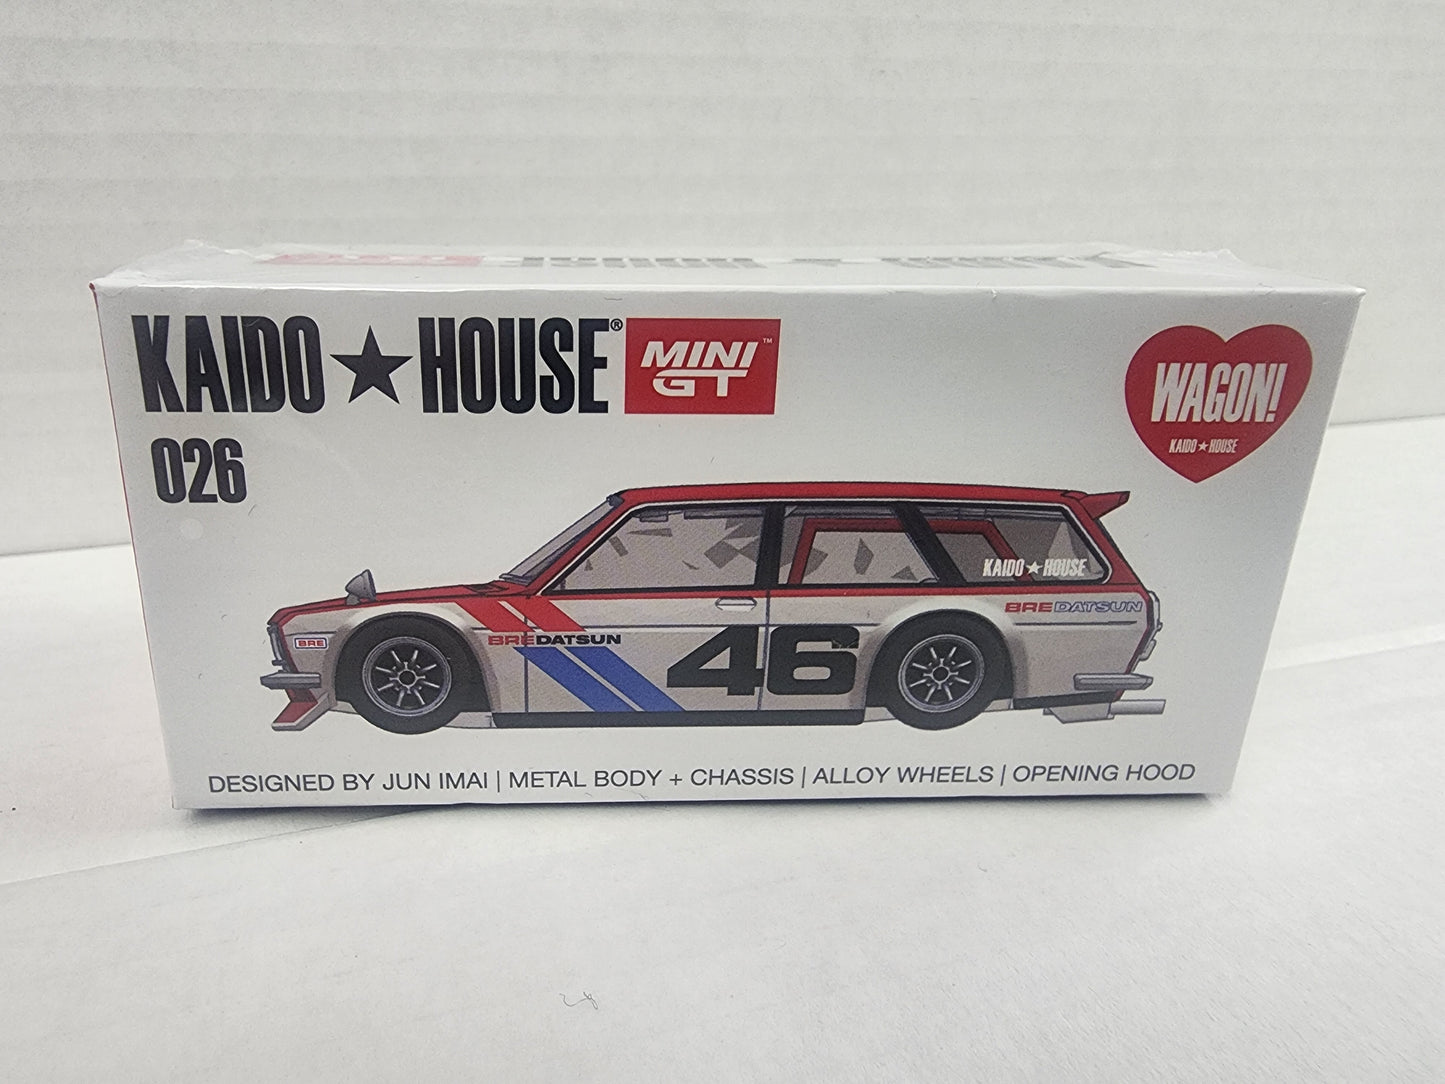 KAIDO★HOUSE®
MINI GT™
026
WAGON!
KAIDO★HOUSE
KAIDO★HOUSE
BREDATSUN
BRE
BREDATSUN
46
DESIGNED BY JUN IMAI | METAL BODY + CHASSIS | ALLOY WHEELS | OPENING HOOD